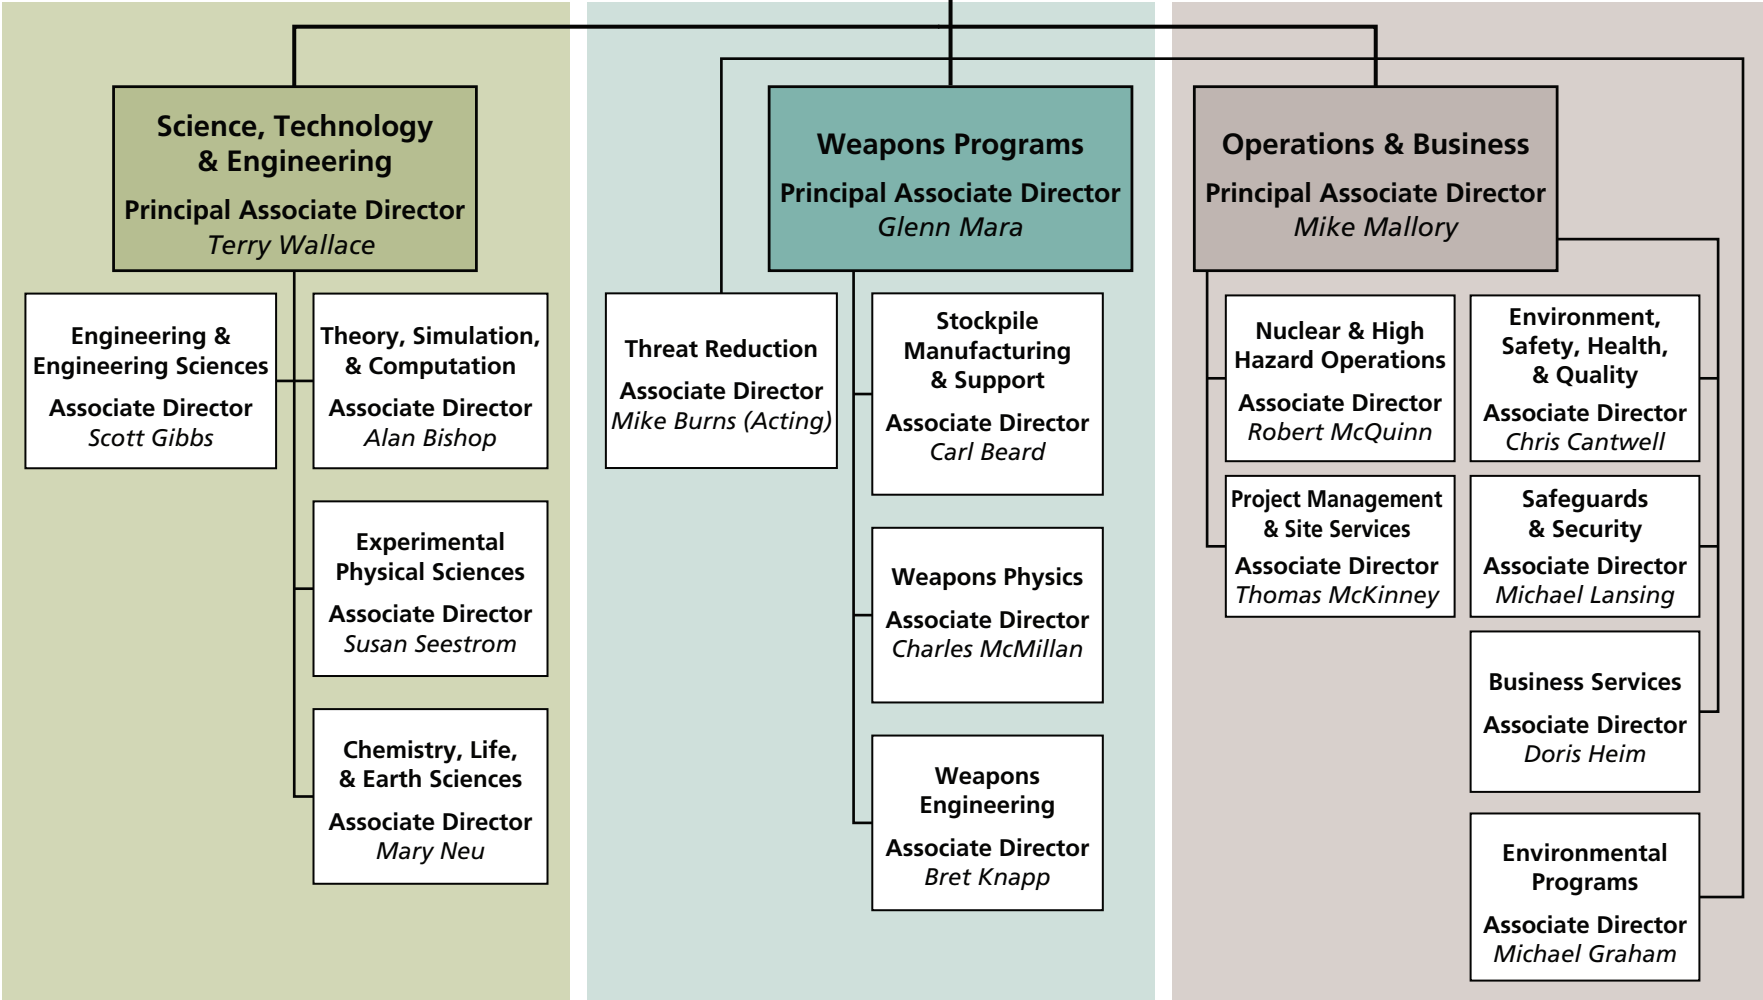 Science, Technology
& Engineering
Principal Associate Director
Terry Wallace
Engineering &
Engineering Sciences
Associate Director
Scott Gibbs
Theory, Simulation,
& Computation
Associate Director
Alan Bishop
Experimental
Physical Sciences
Associate Director
Susan Seestrom
Chemistry, Life,
& Earth Sciences
Associate Director
Mary Neu
Weapons Programs
Principal Associate Director
Glenn Mara
Threat Reduction
Associate Director
Mike Burns (Acting)
Stockpile
Manufacturing
& Support
Associate Director
Carl Beard
Weapons Physics
Associate Director
Charles McMillan
Weapons
Engineering
Associate Director
Bret Knapp
Operations & Business
Principal Associate Director
Mike Mallory
Nuclear & High
Hazard Operations
Associate Director
Robert McQuinn
Environment,
Safety, Health,
& Quality
Associate Director
Chris Cantwell
Project Management
& Site Services
Associate Director
Thomas McKinney
Safeguards
& Security
Associate Director
Michael Lansing
Business Services
Associate Director
Doris Heim
Environmental
Programs
Associate Director
Michael Graham